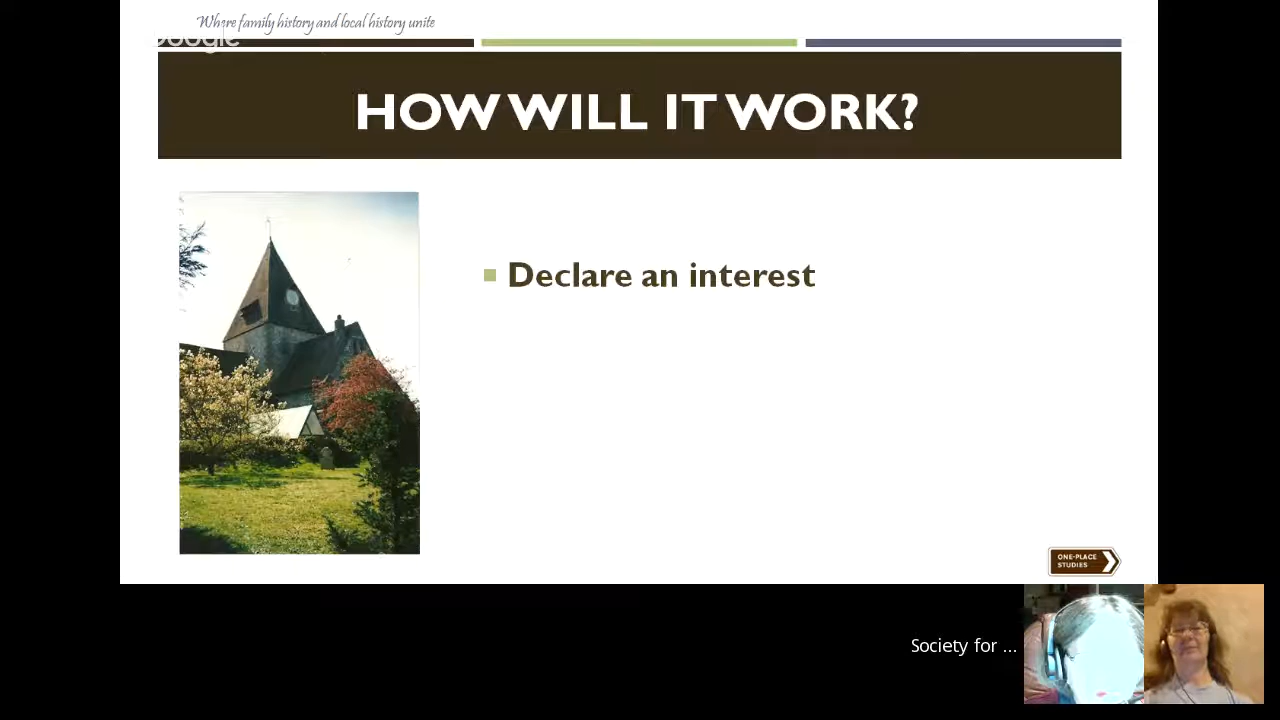 Where family history and local history unite
Google
HOW WILL IT WORK?
Declare an interest
ONE-PLACE
STUDIES
Society for ...